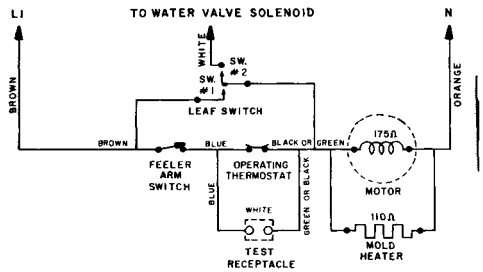 L1
TO WATER VALVE SOLENOID
N
WHITE
SW. #2
SW. #1
LEAF SWITCH
BROWN
ORANGE
BROWN
BLUE
BLACK OR GREEN
175Ω
FEELER
ARM
SWITCH
OPERATING
THERMOSTAT
MOTOR
BLUE
GREEN OR BLACK
WHITE
TEST
RECEPTACLE
110Ω
MOLD
HEATER